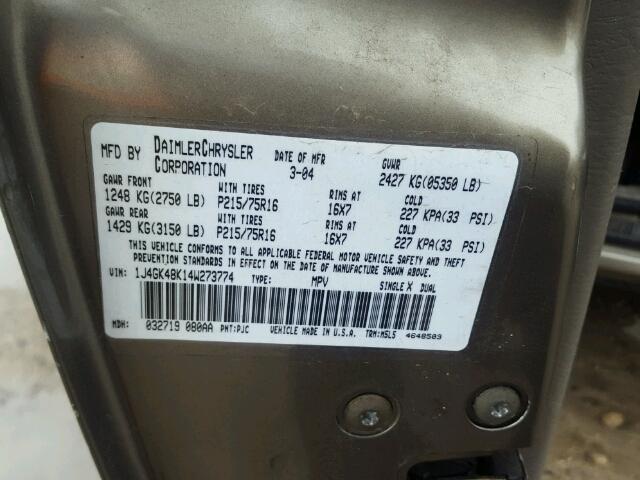 MFD BY DAIMLERCHRYSLER CORPORATION DATE OF MFR 3-04 GVWR 2427 KG(05350 LB)
GAWR FRONT WITH TIRES RIMS AT COLD
1248 KG(2750 LB) P215/75R16 16X7 227 KPA(33 PSI)
GAWR REAR WITH TIRES RIMS AT COLD
1429 KG(3150 LB) P215/75R16 16X7 227 KPA(33 PSI)
THIS VEHICLE CONFORMS TO ALL APPLICABLE FEDERAL MOTOR VEHICLE SAFETY AND THEFT
PREVENTION STANDARDS IN EFFECT ON THE DATE OF MANUFACTURE SHOWN ABOVE.
VIN: 1J4GK48K14W273774 TYPE: MPV SINGLE X DUAL
MDH: 032719 080AA PNT:PJC VEHICLE MADE IN U.S.A. TRM:M5L5 4648509